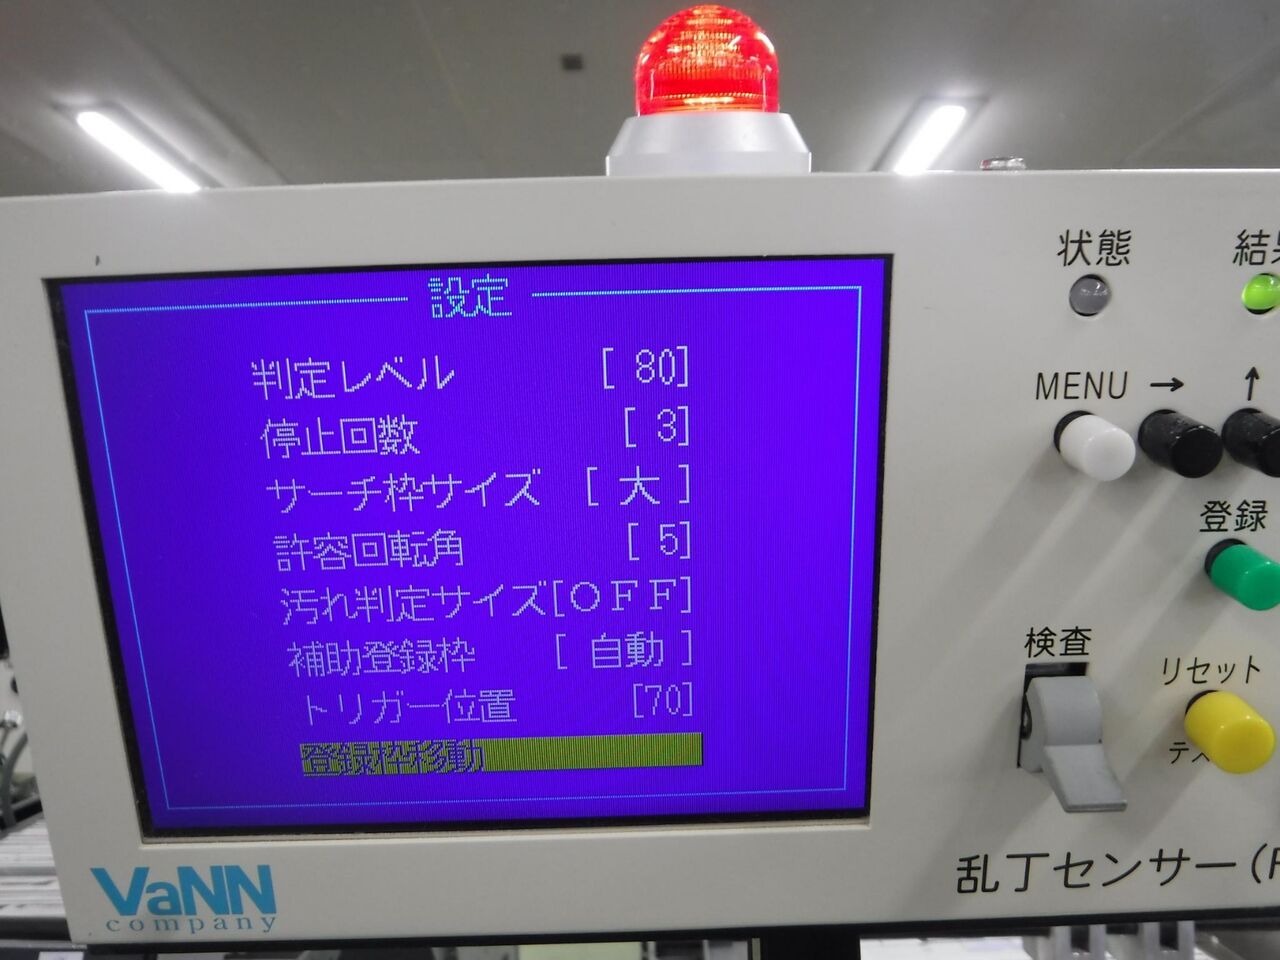 設定
判定レベル [ 80]
停止回数 [ 3]
サーチ枠サイズ [ 大 ]
許容回転角 [ 5]
汚れ判定サイズ[OFF]
補助登録枠 [ 自動 ]
トリガー位置 [70]
登録枠移動
状態
MENU → ↑
登録
検査
リセット
乱丁センサー(
VaNN
company